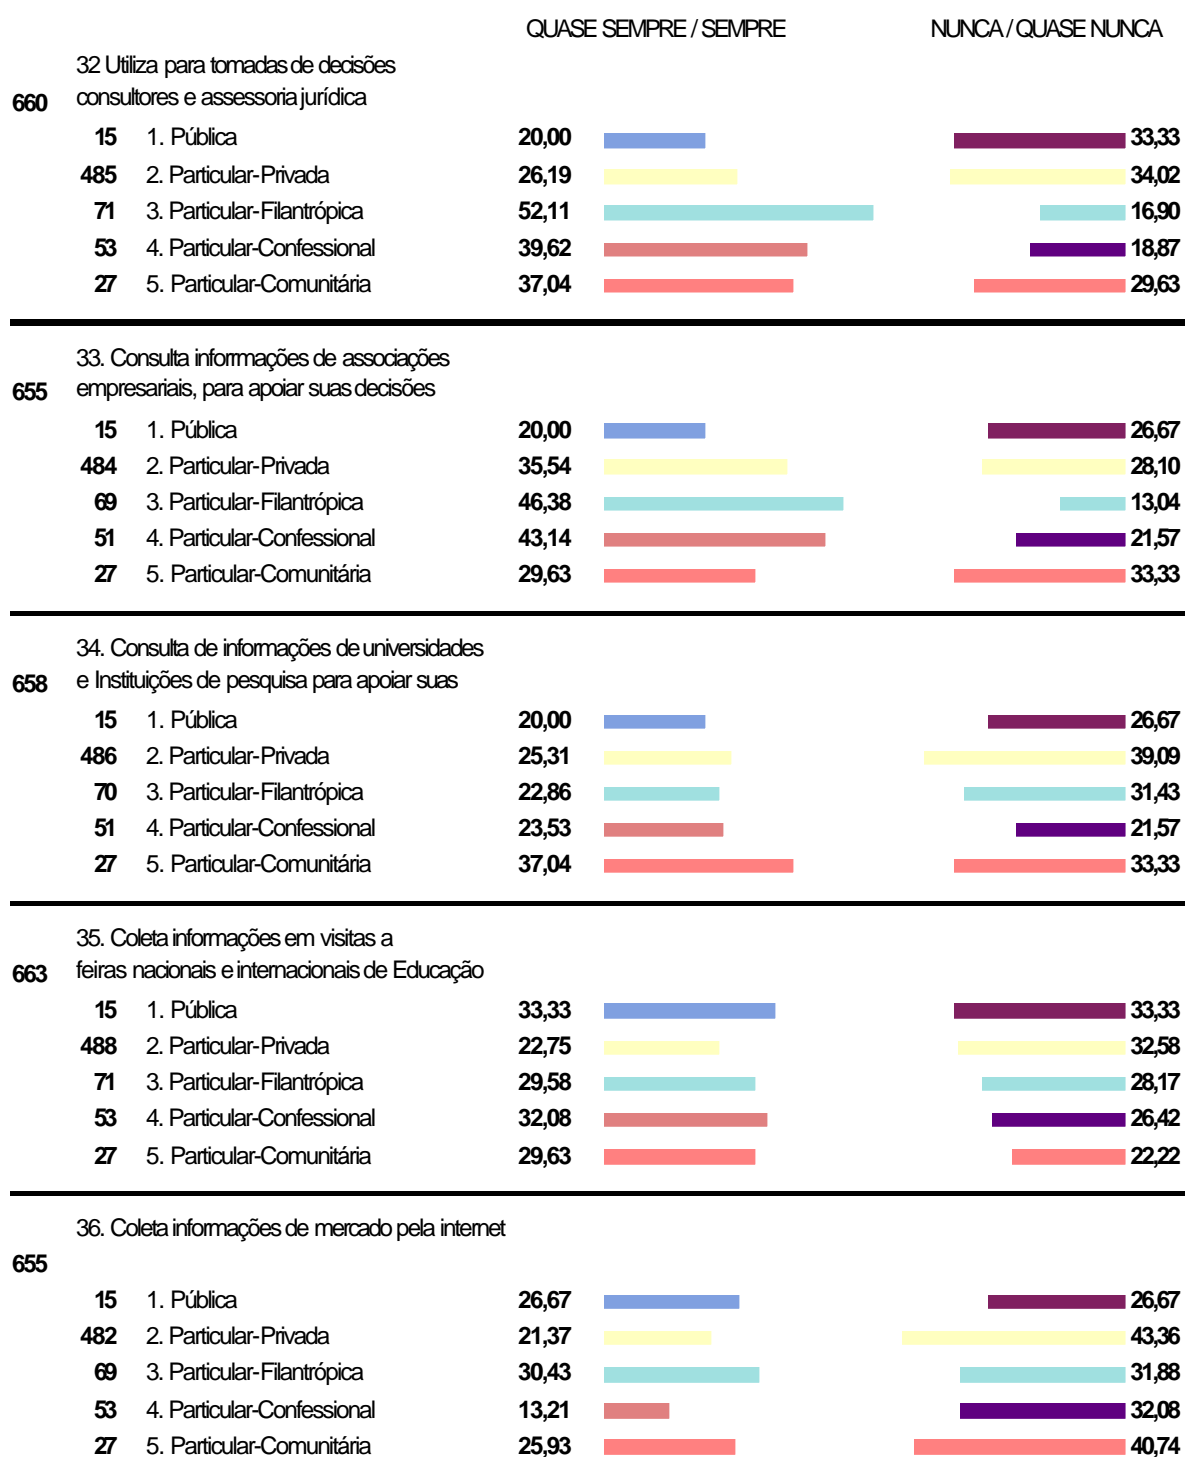 QUASE SEMPRE / SEMPRE NUNCA / QUASE NUNCA
32 Utiliza para tomadas de decisões
660 consultores e assessoria jurídica
15 1. Pública 20,00 33,33
485 2. Particular-Privada 26,19 34,02
71 3. Particular-Filantrópica 52,11 16,90
53 4. Particular-Confessional 39,62 18,87
27 5. Particular-Comunitária 37,04 29,63
33. Consulta informações de associações
655 empresariais, para apoiar suas decisões
15 1. Pública 20,00 26,67
484 2. Particular-Privada 35,54 28,10
69 3. Particular-Filantrópica 46,38 13,04
51 4. Particular-Confessional 43,14 21,57
27 5. Particular-Comunitária 29,63 33,33
34. Consulta de informações de universidades
658 e Instituições de pesquisa para apoiar suas
15 1. Pública 20,00 26,67
486 2. Particular-Privada 25,31 39,09
70 3. Particular-Filantrópica 22,86 31,43
51 4. Particular-Confessional 23,53 21,57
27 5. Particular-Comunitária 37,04 33,33
35. Coleta informações em visitas a
663 feiras nacionais e internacionais de Educação
15 1. Pública 33,33 33,33
488 2. Particular-Privada 22,75 32,58
71 3. Particular-Filantrópica 29,58 28,17
53 4. Particular-Confessional 32,08 26,42
27 5. Particular-Comunitária 29,63 22,22
36. Coleta informações de mercado pela internet
655
15 1. Pública 26,67 26,67
482 2. Particular-Privada 21,37 43,36
69 3. Particular-Filantrópica 30,43 31,88
53 4. Particular-Confessional 13,21 32,08
27 5. Particular-Comunitária 25,93 40,74